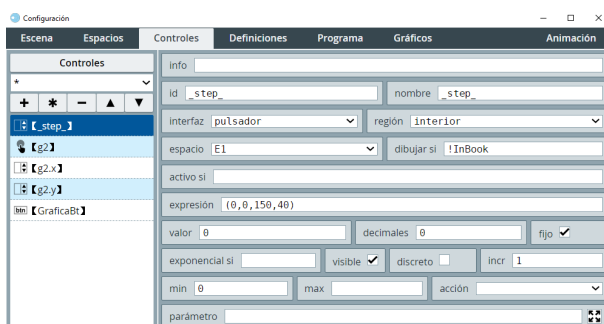 Configuración
Escena Espacios Controles Definiciones Programa Gráficos Animación
Controles
*
+ * − ▲ ▼
【_step_】
【g2】
【g2.x】
【g2.y】
btn 【GraficaBt】
info
id _step_ nombre _step_
interfaz pulsador región interior
espacio E1 dibujar si !InBook
activo si
expresión (0,0,150,40)
valor 0 decimales 0 fijo
exponencial si visible discreto incr 1
min 0 max acción
parámetro